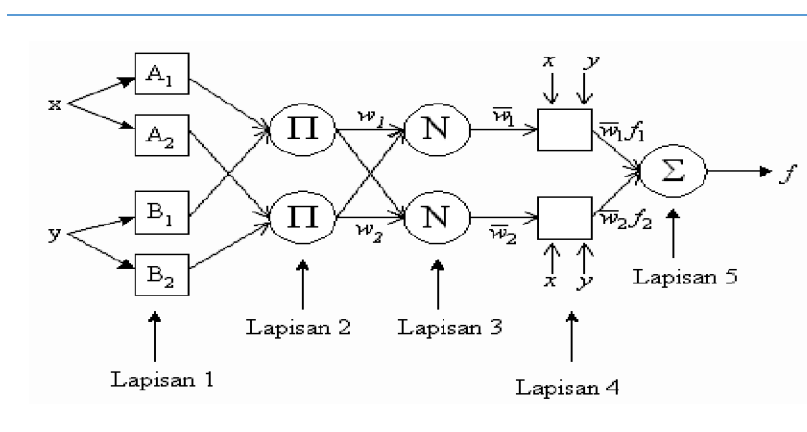 x y
A₁
x
w₁ w̅₁
Π N w̅₁f₁
A₂
Σ f
B₁
Π N w̅₂f₂
y w₂ w̅₂
B₂
x y
Lapisan 5
Lapisan 2 Lapisan 3
Lapisan 1
Lapisan 4